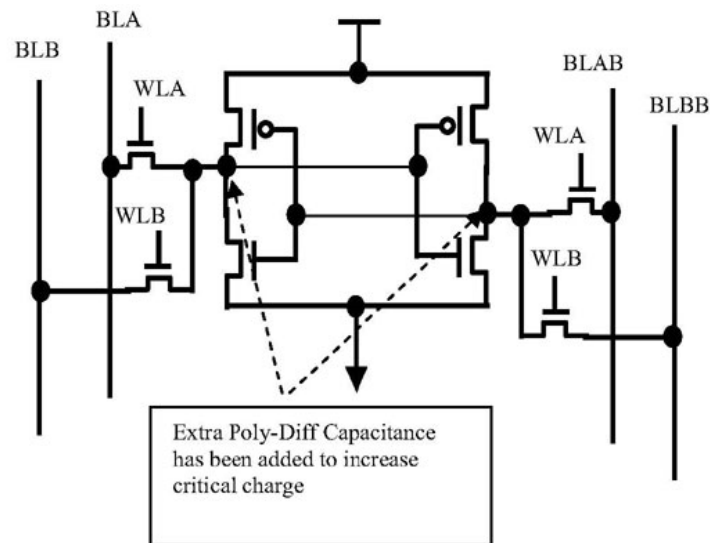 BLA
BLB
WLA
WLB
BLAB
BLBB
WLA
WLB
Extra Poly-Diff Capacitance
has been added to increase
critical charge